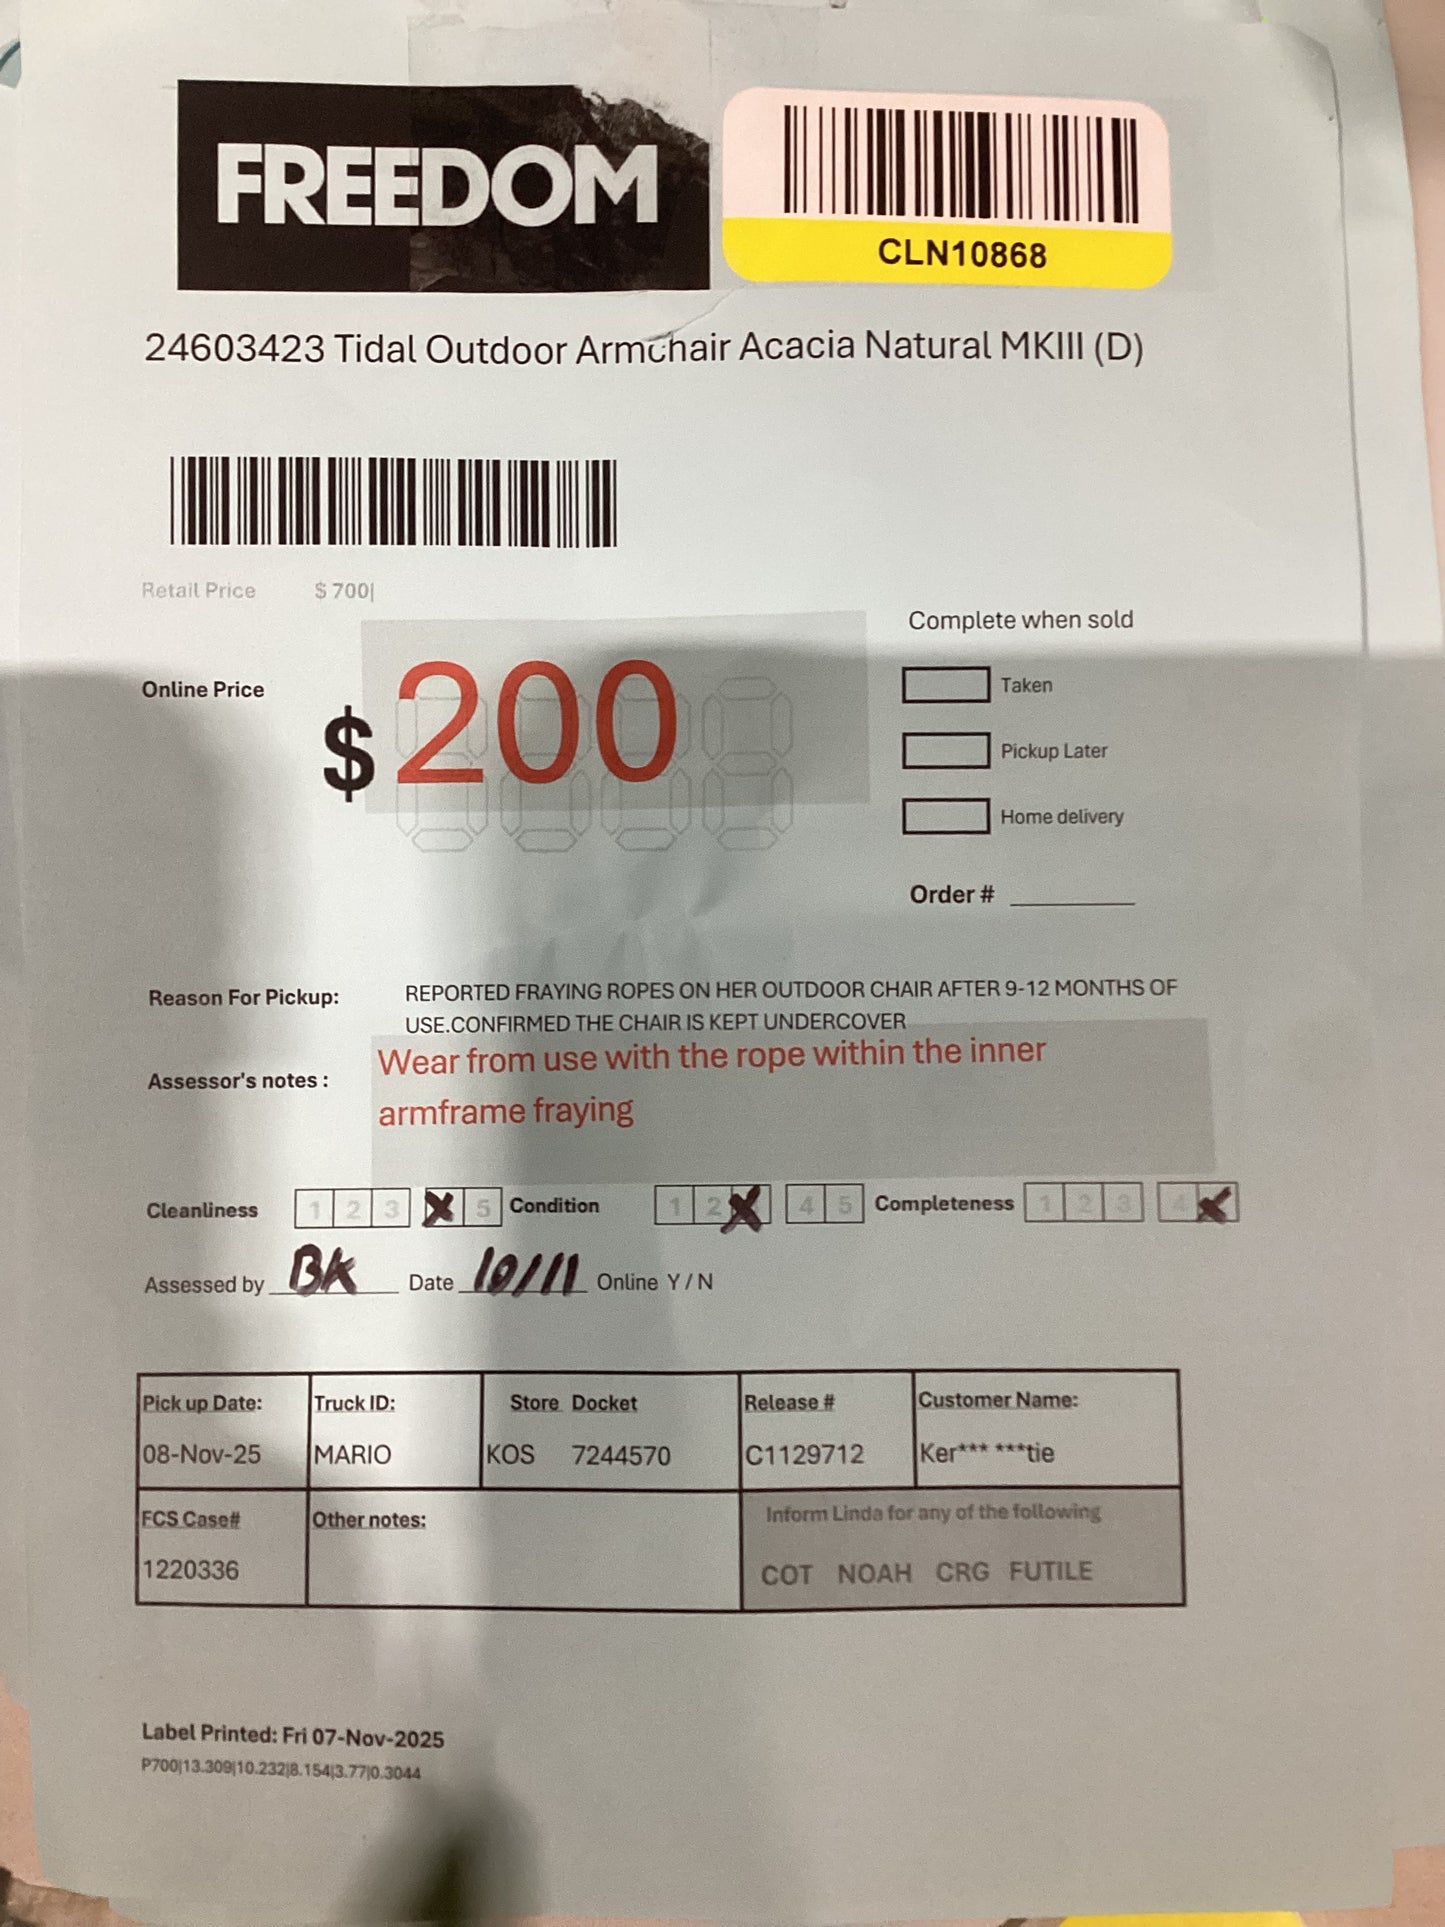 FREEDOM
CLN10868
24603423 Tidal Outdoor Armchair Acacia Natural MKIII (D)
Retail Price $ 700|
Complete when sold
Online Price $ 200
Taken
Pickup Later
Home delivery
Order #
Reason For Pickup: REPORTED FRAYING ROPES ON HER OUTDOOR CHAIR AFTER 9-12 MONTHS OF
USE.CONFIRMED THE CHAIR IS KEPT UNDERCOVER
Assessor's notes : Wear from use with the rope within the inner
armframe fraying
Cleanliness 1 2 3 X 5 Condition 1 2 X 4 5 Completeness 1 2 3 4 X
Assessed by BK Date 10/11 Online Y / N
Pick up Date: Truck ID: Store Docket Release # Customer Name:
08-Nov-25 MARIO KOS 7244570 C1129712 Ker*** ***tie
FCS Case# Other notes: Inform Linda for any of the following
1220336 COT NOAH CRG FUTILE
Label Printed: Fri 07-Nov-2025
P700|13.309|10.232|8.154|3.77|0.3044